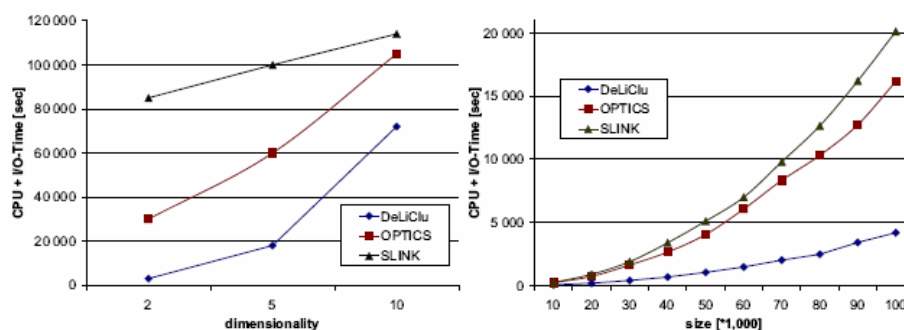 CPU + I/O-Time [sec]
120 000
100 000
80 000
60 000
40 000
20 000
0
DeLiClu
OPTICS
SLINK
2
5
10
dimensionality
CPU + I/O-Time [sec]
20 000
15 000
10 000
5 000
0
DeLiClu
OPTICS
SLINK
10 20 30 40 50 60 70 80 90 100
size [*1,000]